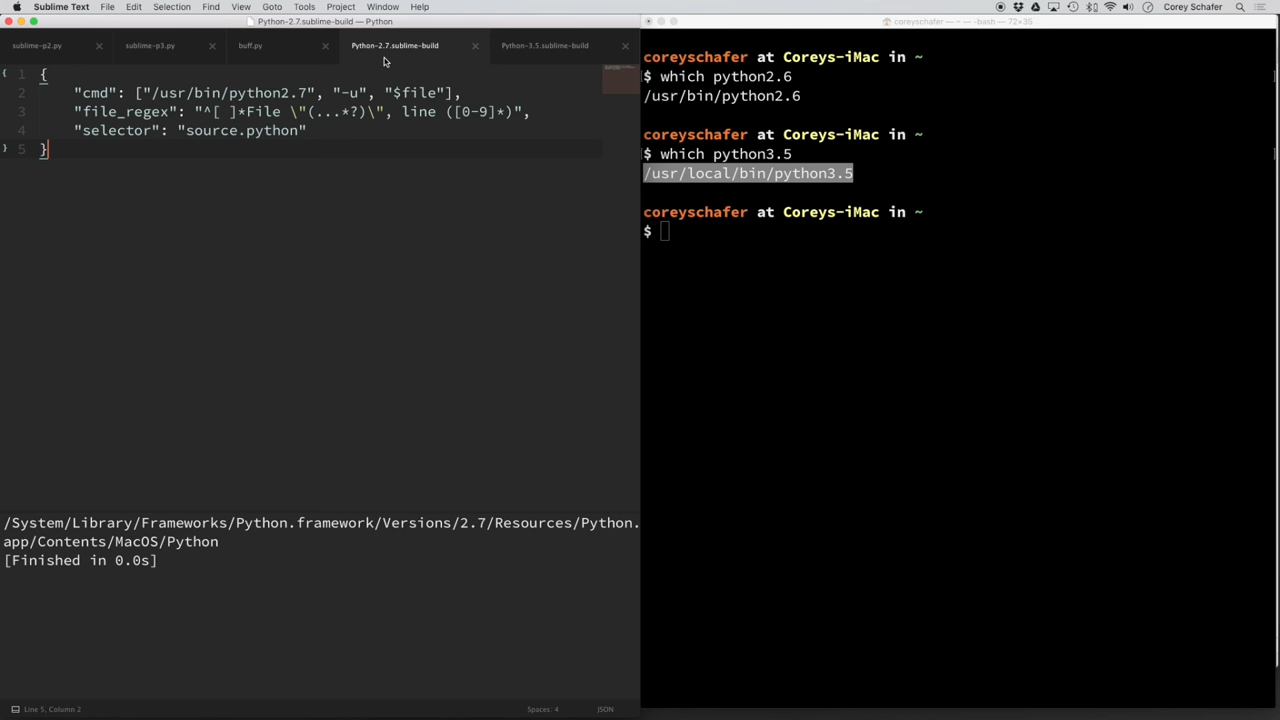 Sublime Text File Edit Selection Find View Goto Tools Project Window Help Corey Schafer
Python-2.7.sublime-build — Python
sublime-p2.py sublime-p3.py buff.py Python-2.7.sublime-build Python-3.5.sublime-build
1 {
2 "cmd": ["/usr/bin/python2.7", "-u", "$file"],
3 "file_regex": "^[ ]*File \"(...*?)\", line ([0-9]*)",
4 "selector": "source.python"
5 }
/System/Library/Frameworks/Python.framework/Versions/2.7/Resources/Python.
app/Contents/MacOS/Python
[Finished in 0.0s]
Line 5, Column 2 Spaces: 4 JSON
coreyschafer — ~ — -bash — 72×35
coreyschafer at Coreys-iMac in ~
$ which python2.6
/usr/bin/python2.6
coreyschafer at Coreys-iMac in ~
$ which python3.5
/usr/local/bin/python3.5
coreyschafer at Coreys-iMac in ~
$